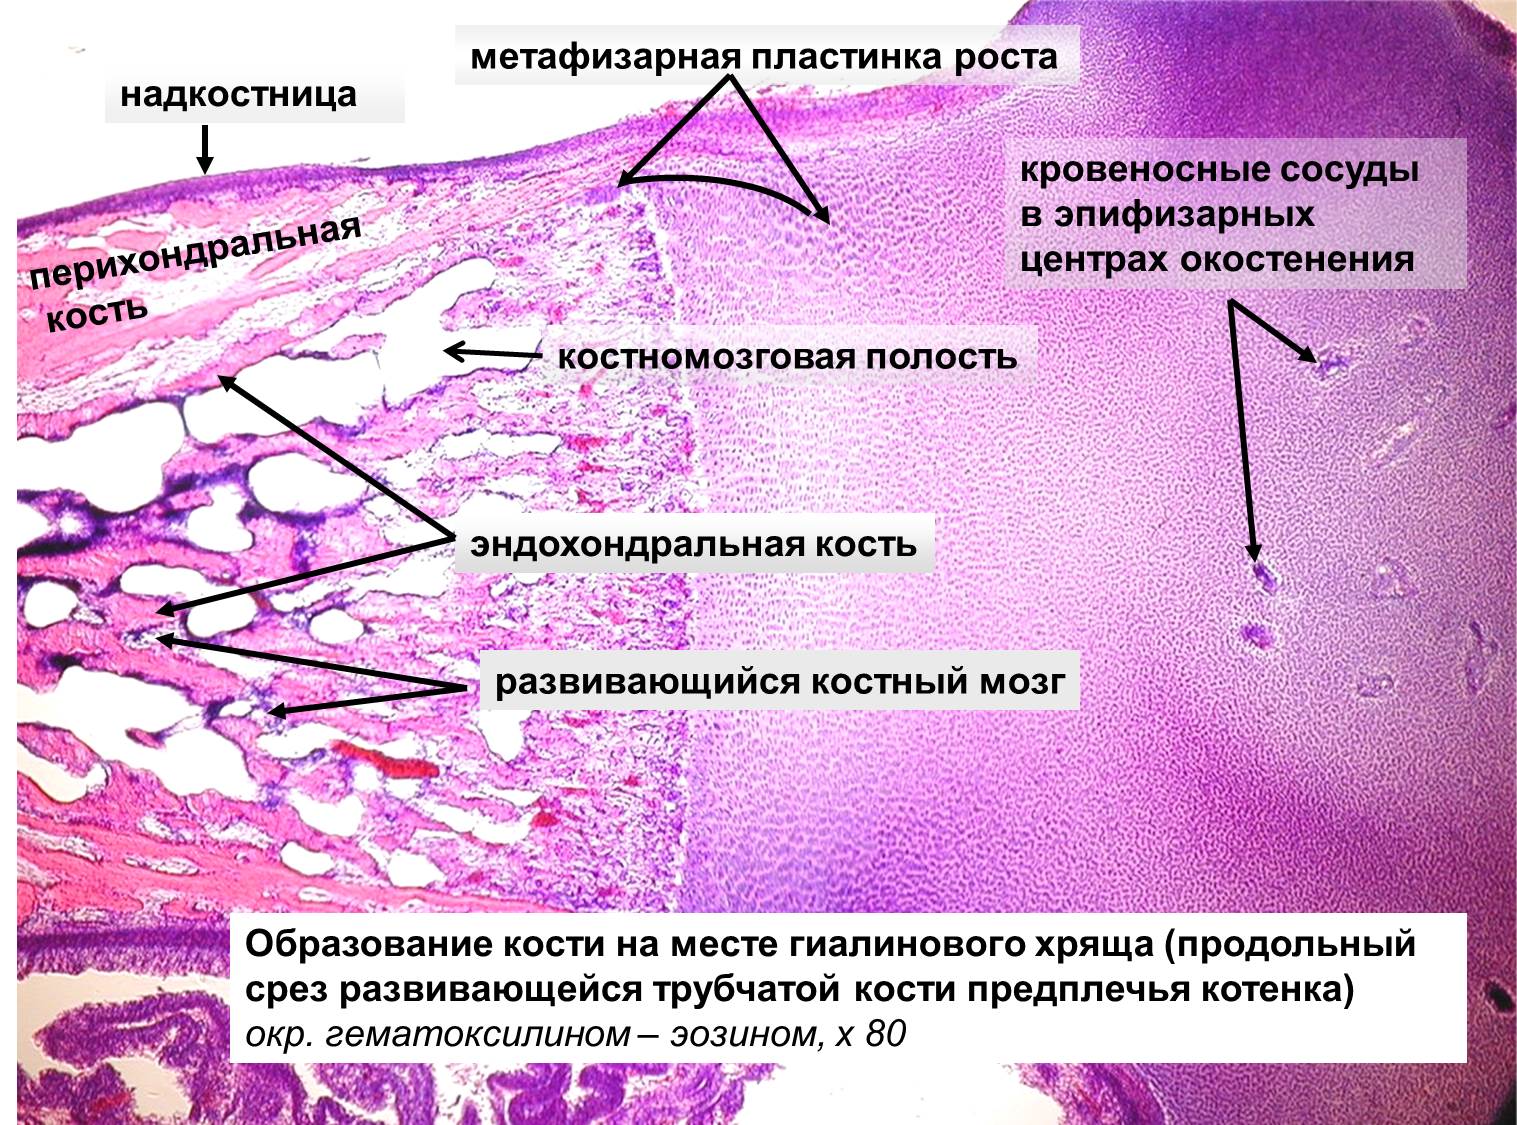 метафизарная пластинка роста
надкостница
кровеносные сосуды
в эпифизарных
центрах окостенения
перихондральная
кость
костномозговая полость
эндохондральная кость
развивающийся костный мозг
Образование кости на месте гиалинового хряща (продольный
срез развивающейся трубчатой кости предплечья котенка)
окр. гематоксилином – эозином, х 80